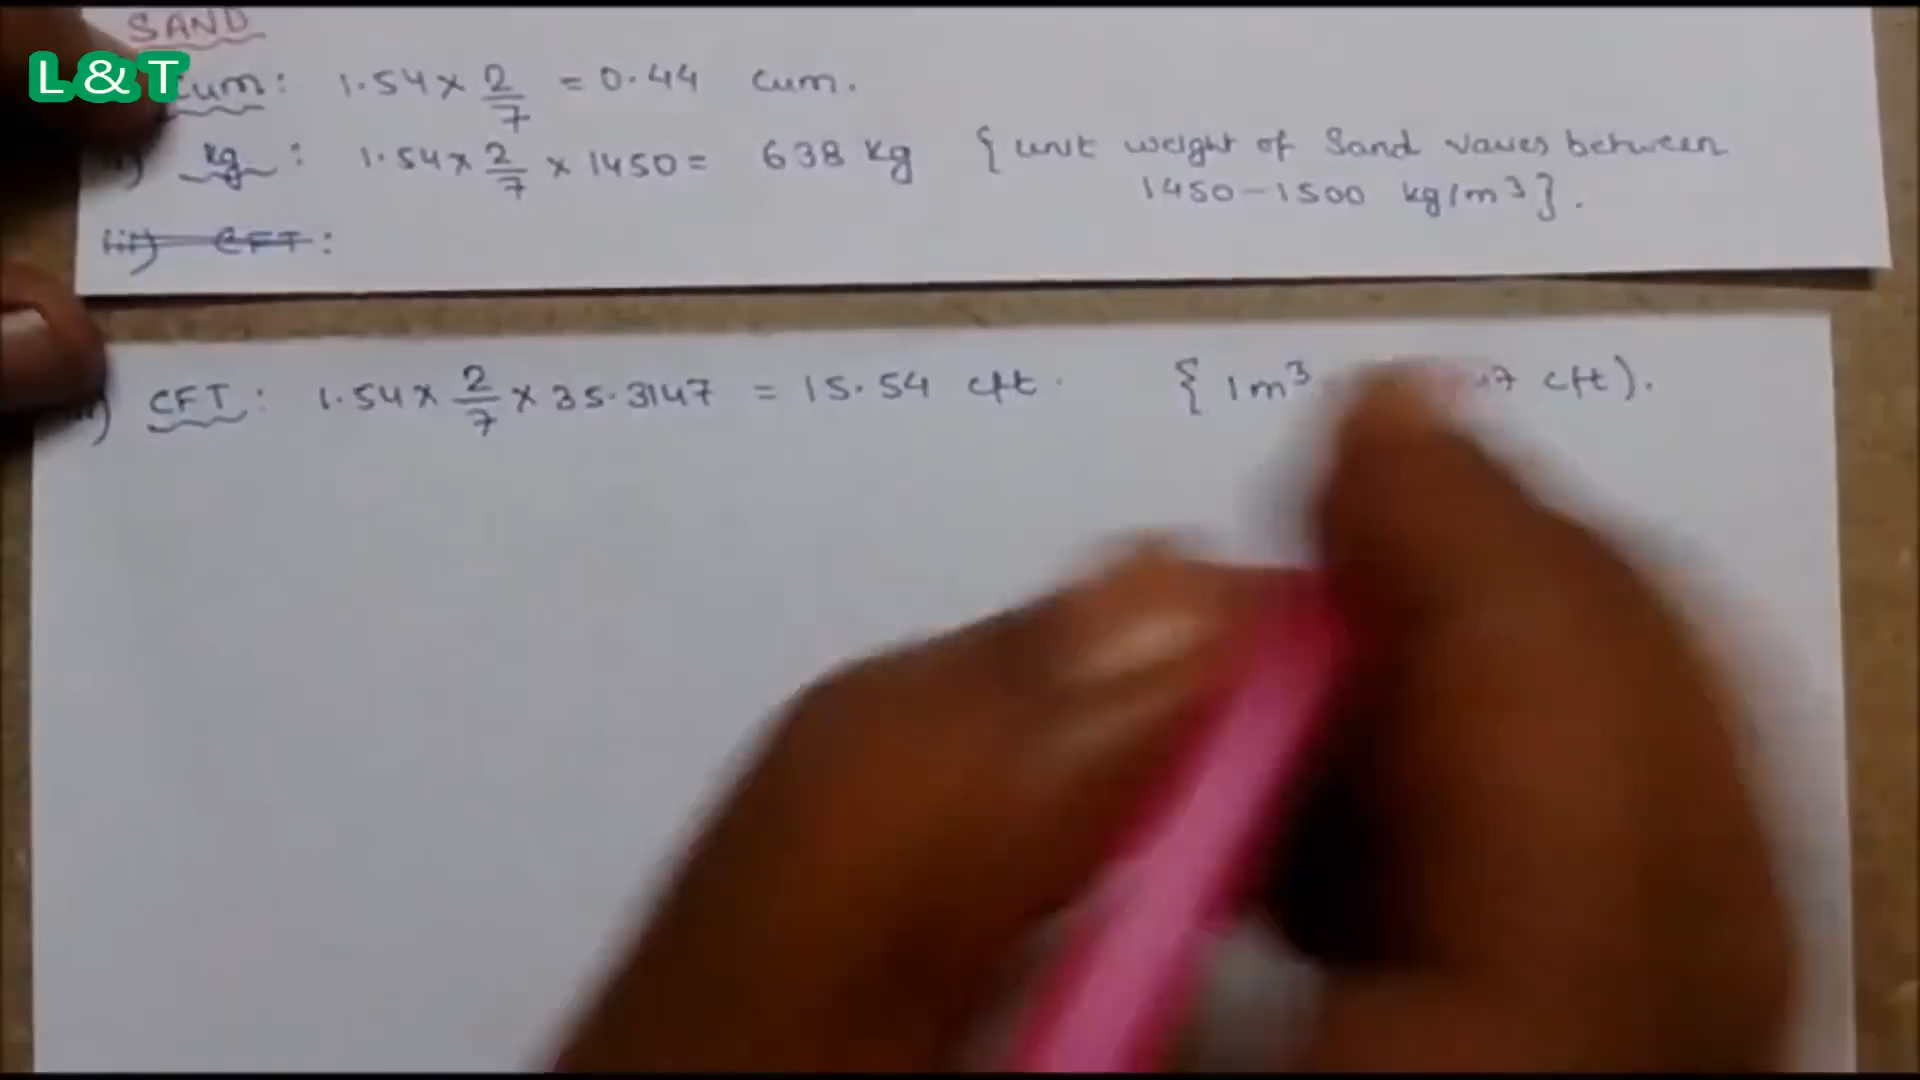 SAND
L&T
cum: 1.54 × 2/7 = 0.44 cum.
kg : 1.54 × 2/7 × 1450 = 638 kg { unit weight of Sand varies between
1450-1500 kg/m³}.
iii) CFT:
CFT : 1.54 × 2/7 × 35.3147 = 15.54 cft. { 1m³ 47 cft).